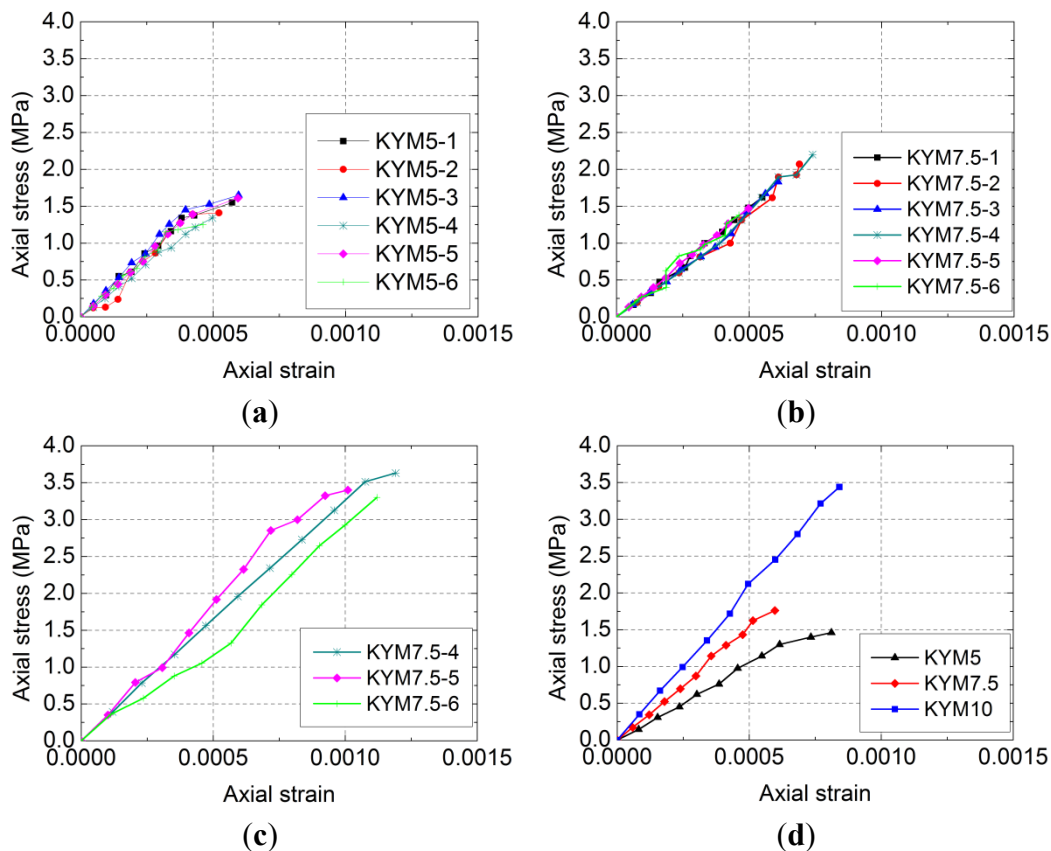 4.0
3.5
3.0
2.5
2.0
1.5
1.0
0.5
0.0
Axial stress (MPa)
KYM5-1
KYM5-2
KYM5-3
KYM5-4
KYM5-5
KYM5-6
0.0000 0.0005 0.0010 0.0015
Axial strain
(a)
4.0
3.5
3.0
2.5
2.0
1.5
1.0
0.5
0.0
Axial stress (MPa)
KYM7.5-1
KYM7.5-2
KYM7.5-3
KYM7.5-4
KYM7.5-5
KYM7.5-6
0.0000 0.0005 0.0010 0.0015
Axial strain
(b)
4.0
3.5
3.0
2.5
2.0
1.5
1.0
0.5
0.0
Axial stress (MPa)
KYM7.5-4
KYM7.5-5
KYM7.5-6
0.0000 0.0005 0.0010 0.0015
Axial strain
(c)
4.0
3.5
3.0
2.5
2.0
1.5
1.0
0.5
0.0
Axial stress (MPa)
KYM5
KYM7.5
KYM10
0.0000 0.0005 0.0010 0.0015
Axial strain
(d)